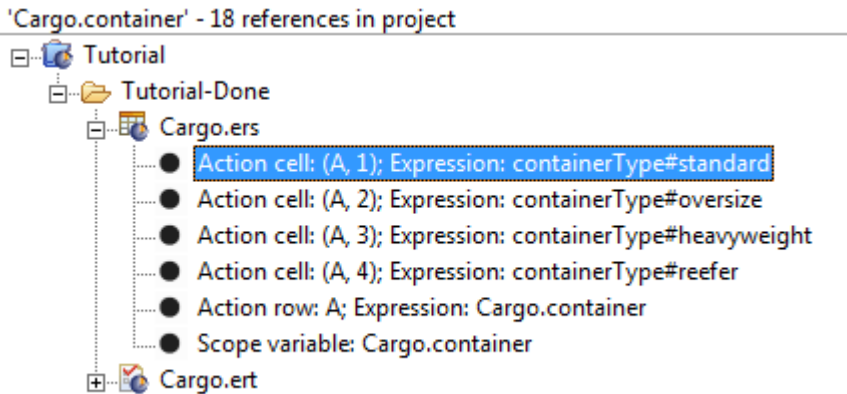 'Cargo.container' - 18 references in project
Tutorial
Tutorial-Done
Cargo.ers
Action cell: (A, 1); Expression: containerType#standard
Action cell: (A, 2); Expression: containerType#oversize
Action cell: (A, 3); Expression: containerType#heavyweight
Action cell: (A, 4); Expression: containerType#reefer
Action row: A; Expression: Cargo.container
Scope variable: Cargo.container
Cargo.ert